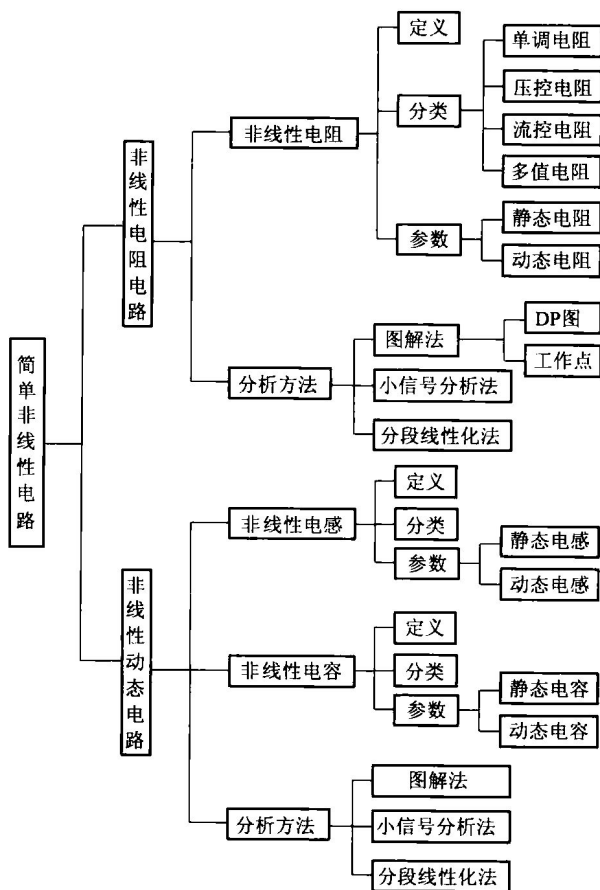 简单非线性电路
非线性电阻电路
非线性电阻
定义
分类
单调电阻
压控电阻
流控电阻
多值电阻
参数
静态电阻
动态电阻
分析方法
图解法
DP图
工作点
小信号分析法
分段线性化法
非线性动态电路
非线性电感
定义
分类
参数
静态电感
动态电感
非线性电容
定义
分类
参数
静态电容
动态电容
分析方法
图解法
小信号分析法
分段线性化法